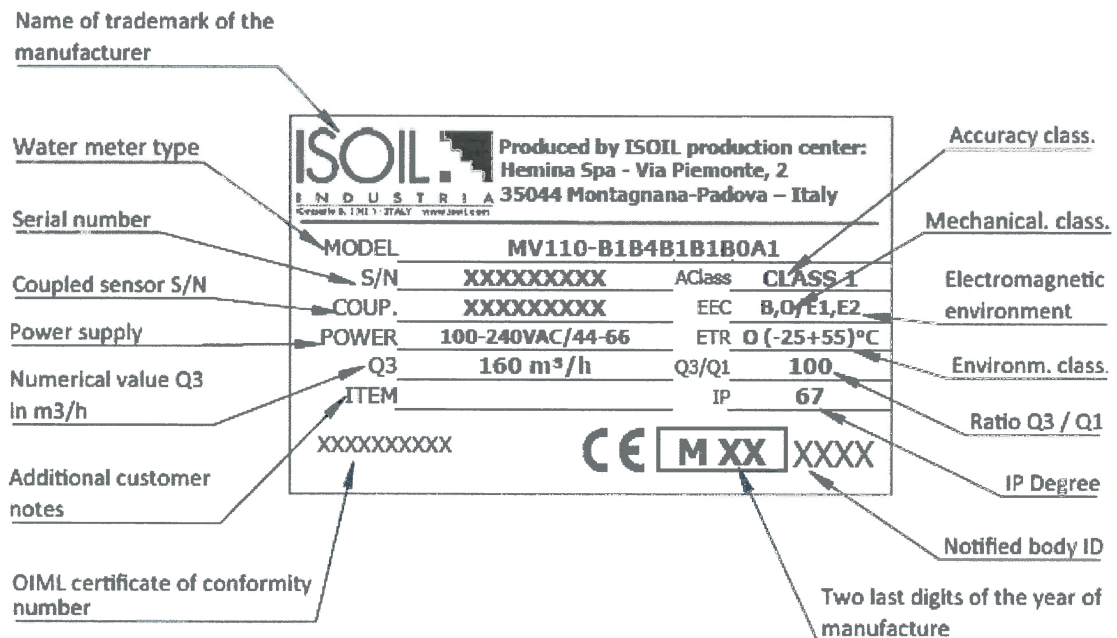 Name of trademark of the
manufacturer
Water meter type
Serial number
Coupled sensor S/N
Power supply
Numerical value Q3
in m3/h
Additional customer
notes
OIML certificate of conformity
number
ISOIL
INDUSTRIA
ITALY www.isoil.com
Produced by ISOIL production center:
Hemina Spa - Via Piemonte, 2
35044 Montagnana-Padova – Italy
MODEL MV110-B1B4B1B1B0A1
S/N XXXXXXXXX AClass CLASS 1
COUP. XXXXXXXXX EEC B,O/E1,E2
POWER 100-240VAC/44-66 ETR O (-25+55)°C
Q3 160 m³/h Q3/Q1 100
ITEM IP 67
XXXXXXXXXX CE M XX XXXX
Accuracy class.
Mechanical. class.
Electromagnetic
environment
Environm. class.
Ratio Q3 / Q1
IP Degree
Notified body ID
Two last digits of the year of
manufacture